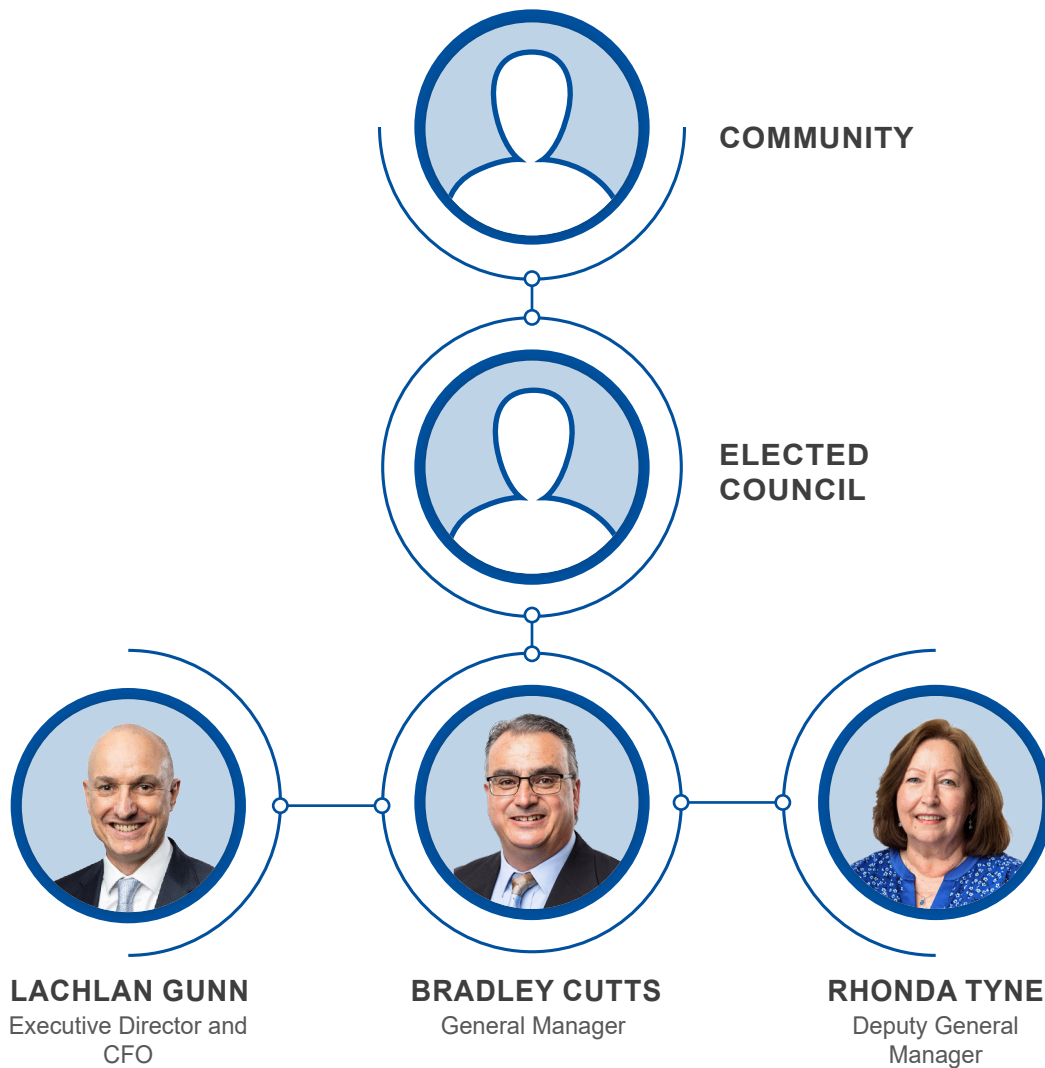 COMMUNITY
ELECTED
COUNCIL
LACHLAN GUNN
Executive Director and
CFO
BRADLEY CUTTS
General Manager
RHONDA TYNE
Deputy General
Manager